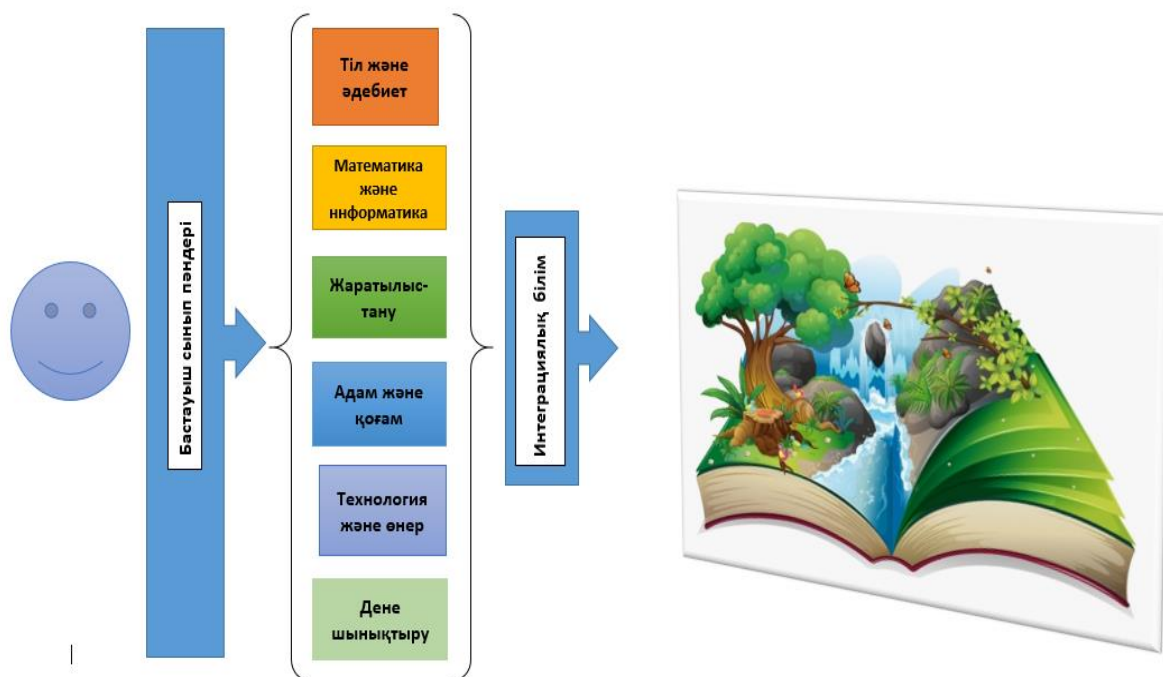 Бастауыш сынып пәндері
Тіл және
әдебиет
Математика
және
ннформатика
Жаратылыс-
тану
Адам және
қоғам
Технология
және өнер
Дене
шынықтыру
Интеграциялық білім